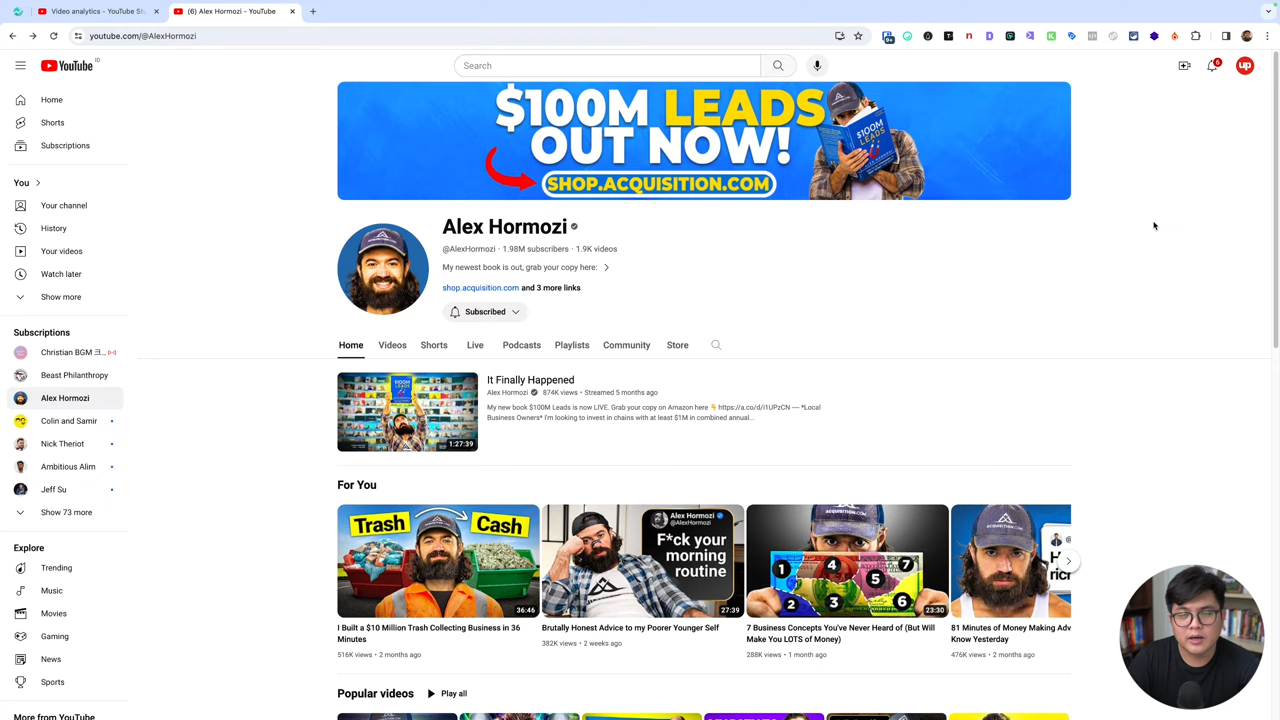 Video analytics - YouTube St
(6) Alex Hormozi - YouTube
youtube.com/@AlexHormozi
YouTube ID
Search
6
up
Home
Shorts
Subscriptions
You
Your channel
History
Your videos
Watch later
Show more
Subscriptions
Christian BGM 크...
Beast Philanthropy
Alex Hormozi
Colin and Samir
Nick Theriot
Ambitious Alim
Jeff Su
Show 73 more
Explore
Trending
Music
Movies
Gaming
News
Sports
More from YouTube
$100M LEADS
OUT NOW!
SHOP.ACQUISITION.COM
$100M
LEADS
Alex Hormozi
@AlexHormozi · 1.98M subscribers · 1.9K videos
My newest book is out, grab your copy here:
shop.acquisition.com and 3 more links
Subscribed
Home Videos Shorts Live Podcasts Playlists Community Store
1:27:39
It Finally Happened
Alex Hormozi 874K views • Streamed 5 months ago
My new book $100M Leads is now LIVE. Grab your copy on Amazon here 👇 https://a.co/d/i1UPzCN — *Local
Business Owners* I'm looking to invest in chains with at least $1M in combined annual...
For You
Trash Cash
36:46
I Built a $10 Million Trash Collecting Business in 36
Minutes
516K views • 2 months ago
Alex Hormozi
@AlexHormozi
F*ck your
morning
routine
27:39
Brutally Honest Advice to my Poorer Younger Self
382K views • 2 weeks ago
ACQUISITION.COM
1 4 7
5
2 3 6
23:30
7 Business Concepts You've Never Heard of (But Will
Make You LOTS of Money)
288K views • 1 month ago
81 Minutes of Money Making Adv
Know Yesterday
476K views • 2 months ago
Popular videos
Play all